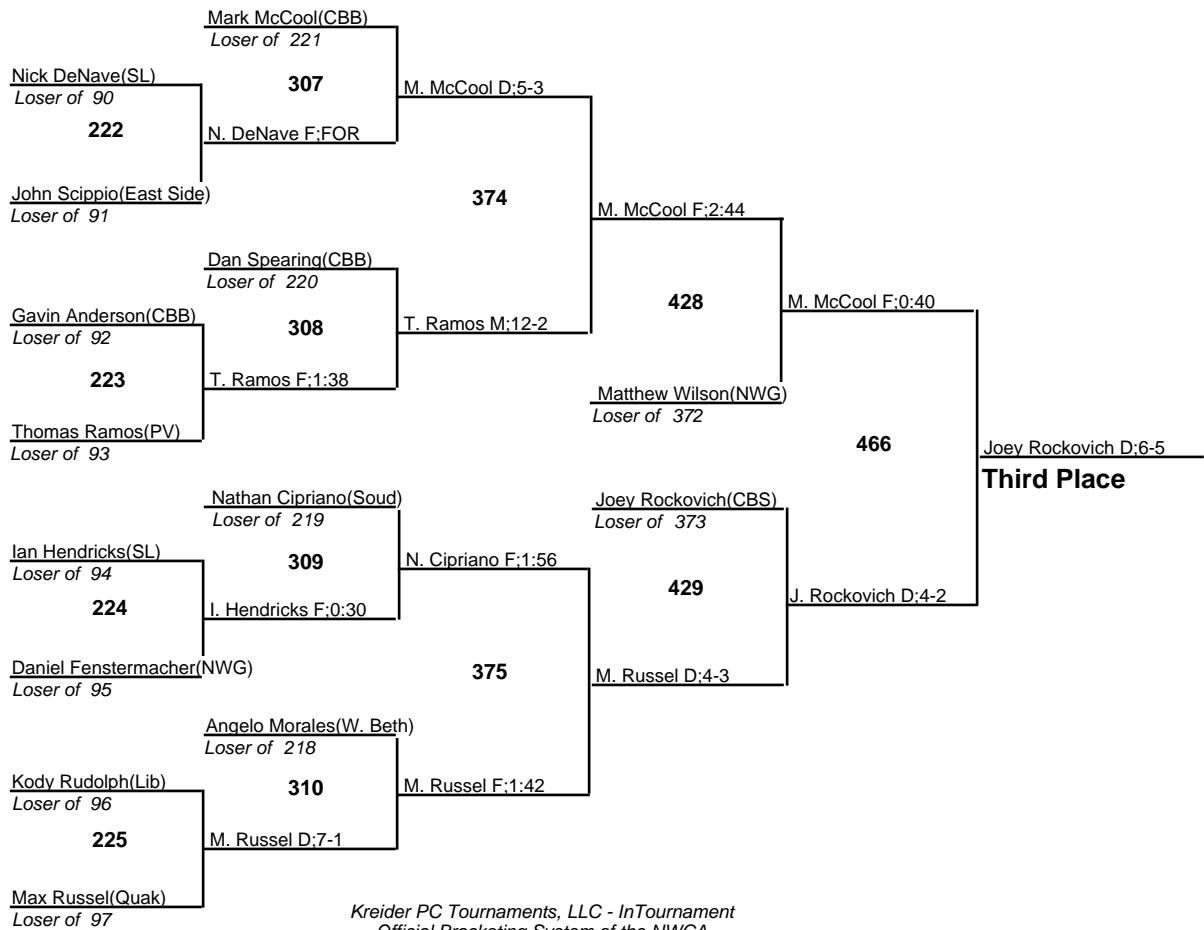 Mark McCool(CBB)
Loser of 221
Nick DeNave(SL)
Loser of 90
307
M. McCool D;5-3
222
N. DeNave F;FOR
John Scippio(East Side)
Loser of 91
374
M. McCool F;2:44
Dan Spearing(CBB)
Loser of 220
Gavin Anderson(CBB)
Loser of 92
308
T. Ramos M;12-2
428
M. McCool F;0:40
223
T. Ramos F;1:38
Matthew Wilson(NWG)
Loser of 372
Thomas Ramos(PV)
Loser of 93
466
Joey Rockovich D;6-5
Third Place
Nathan Cipriano(Soud)
Loser of 219
Joey Rockovich(CBS)
Loser of 373
Ian Hendricks(SL)
Loser of 94
309
N. Cipriano F;1:56
429
J. Rockovich D;4-2
224
I. Hendricks F;0:30
Daniel Fenstermacher(NWG)
Loser of 95
375
M. Russel D;4-3
Angelo Morales(W. Beth)
Loser of 218
Kody Rudolph(Lib)
Loser of 96
310
M. Russel F;1:42
225
M. Russel D;7-1
Max Russel(Quak)
Loser of 97
Kreider PC Tournaments, LLC - InTournament
Official Bracketing System of the NWCA